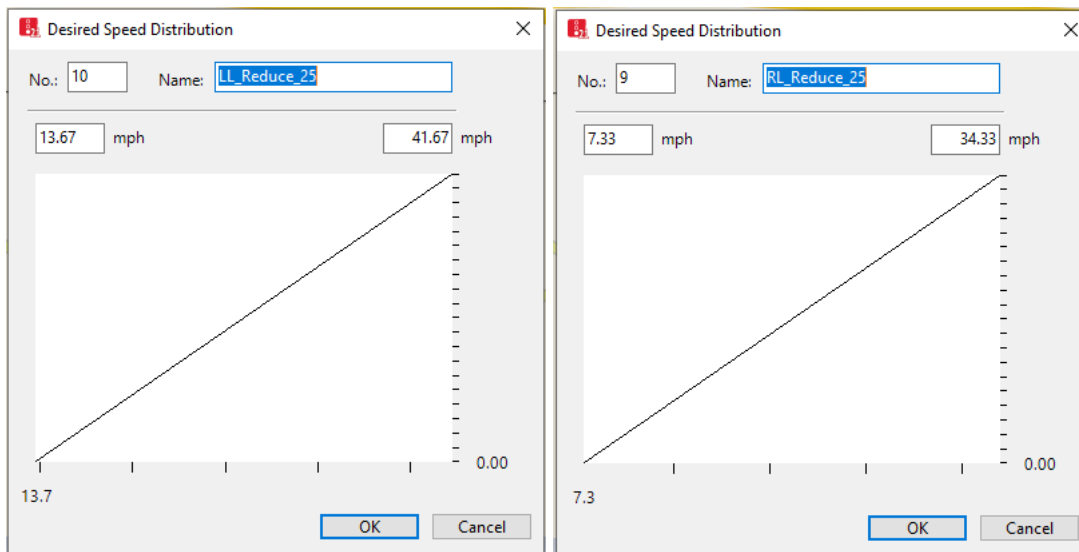 Desired Speed Distribution
No.: 10 Name: LL_Reduce_25
13.67 mph 41.67 mph
0.00
13.7
OK Cancel
Desired Speed Distribution
No.: 9 Name: RL_Reduce_25
7.33 mph 34.33 mph
0.00
7.3
OK Cancel